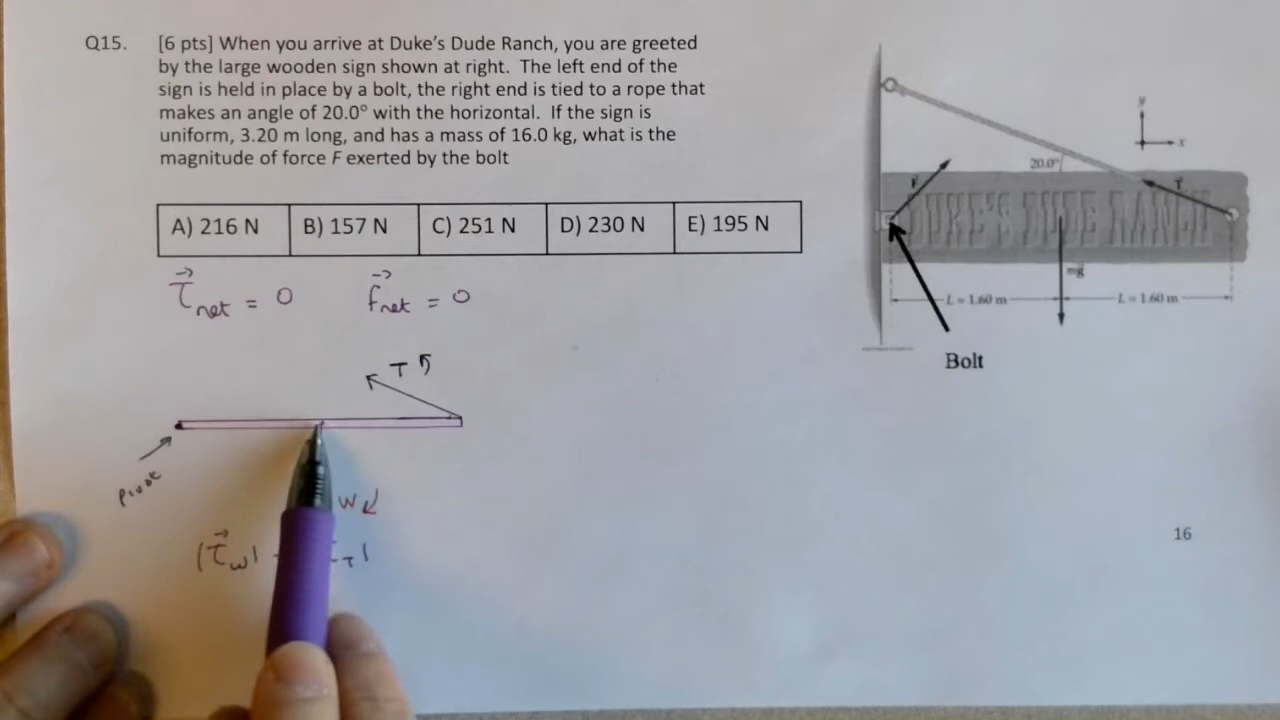 Q15. [6 pts] When you arrive at Duke's Dude Ranch, you are greeted
by the large wooden sign shown at right. The left end of the
sign is held in place by a bolt, the right end is tied to a rope that
makes an angle of 20.0° with the horizontal. If the sign is
uniform, 3.20 m long, and has a mass of 16.0 kg, what is the
magnitude of force F exerted by the bolt
A) 216 N B) 157 N C) 251 N D) 230 N E) 195 N
τ⃗net = 0 F⃗net = 0
T
Pivot
W
|τ⃗w| τ|
y
x
20.0°
F T
DUKE'S DUDE RANCH
mg
L = 1.60 m L = 1.60 m
Bolt
16